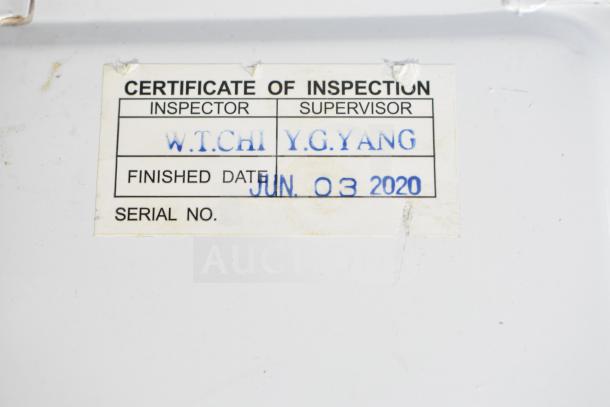 CERTIFICATE OF INSPECTION
INSPECTOR SUPERVISOR
W.T.CHI Y.G.YANG
FINISHED DATE JUN. 03 2020
SERIAL NO.